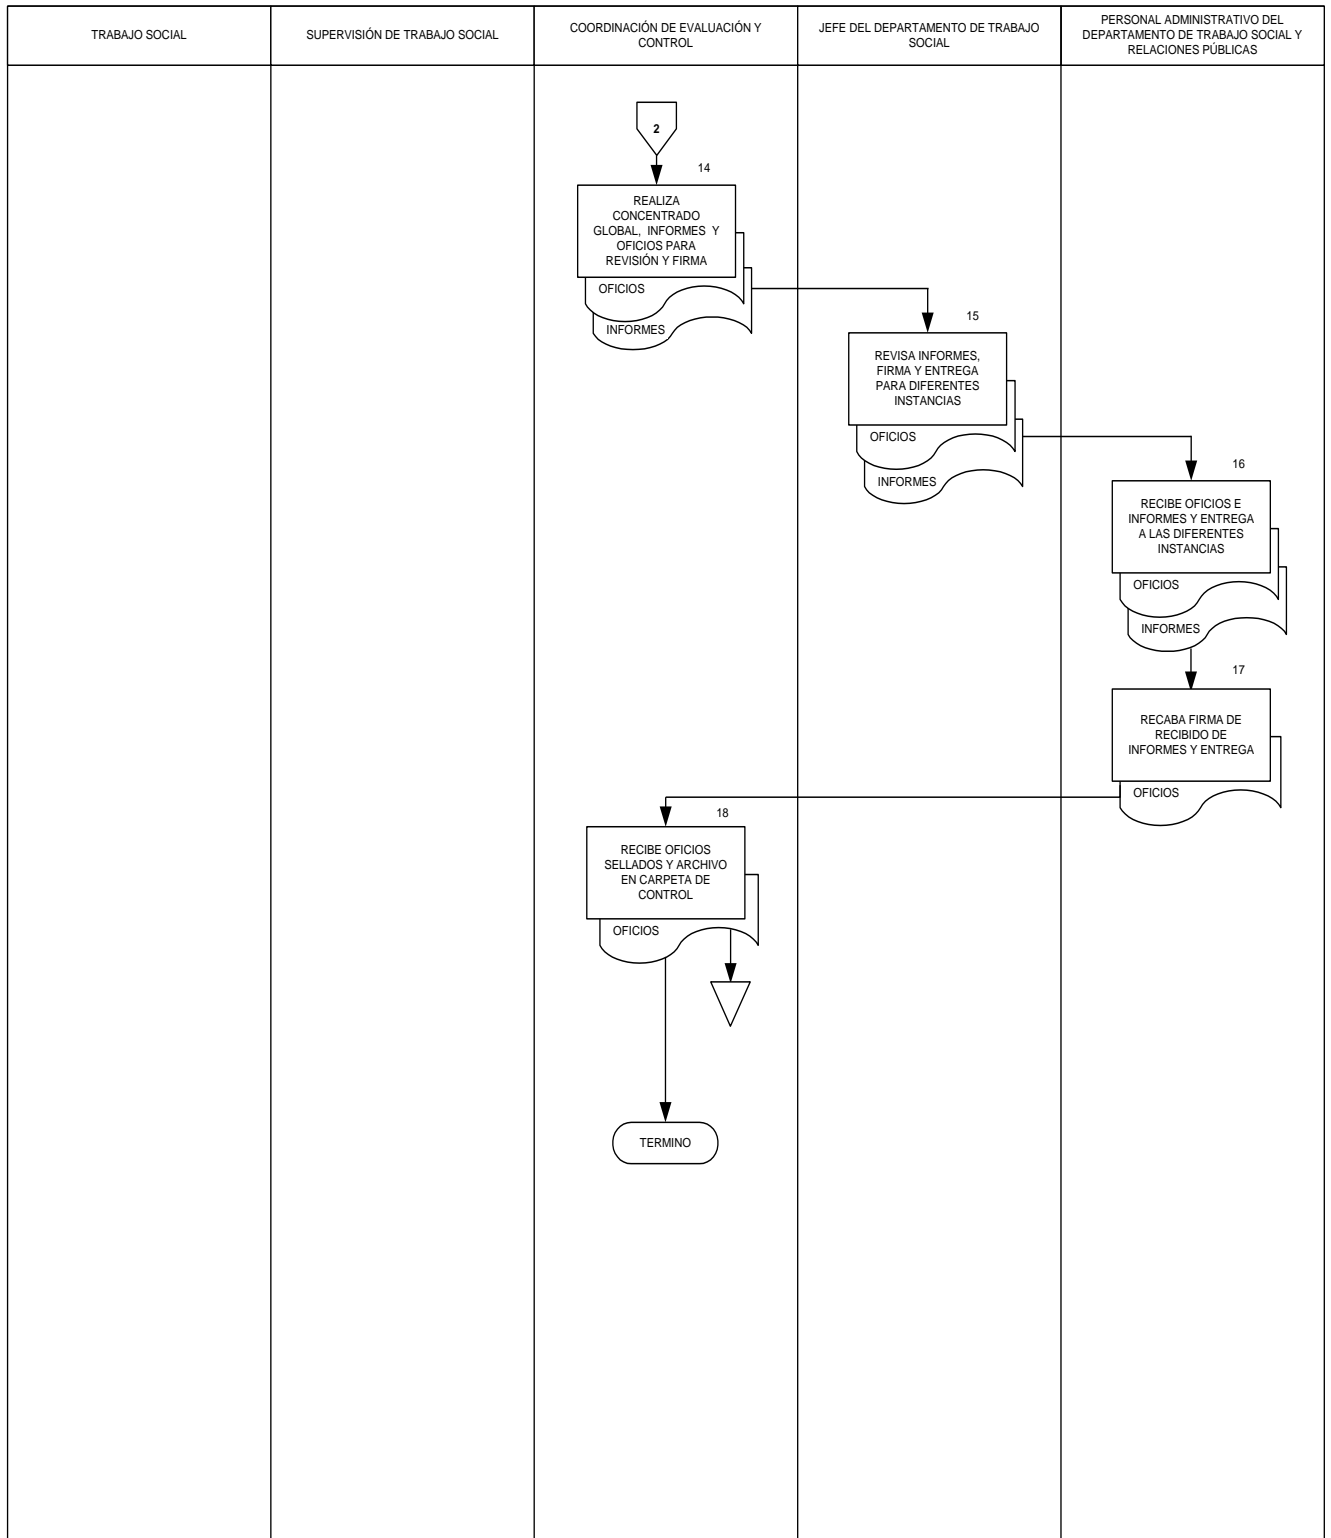 TRABAJO SOCIAL
SUPERVISIÓN DE TRABAJO SOCIAL
COORDINACIÓN DE EVALUACIÓN Y
CONTROL
JEFE DEL DEPARTAMENTO DE TRABAJO
SOCIAL
PERSONAL ADMINISTRATIVO DEL
DEPARTAMENTO DE TRABAJO SOCIAL Y
RELACIONES PÚBLICAS
2
14
REALIZA
CONCENTRADO
GLOBAL, INFORMES Y
OFICIOS PARA
REVISIÓN Y FIRMA
OFICIOS
INFORMES
15
REVISA INFORMES,
FIRMA Y ENTREGA
PARA DIFERENTES
INSTANCIAS
OFICIOS
INFORMES
16
RECIBE OFICIOS E
INFORMES Y ENTREGA
A LAS DIFERENTES
INSTANCIAS
OFICIOS
INFORMES
17
RECABA FIRMA DE
RECIBIDO DE
INFORMES Y ENTREGA
OFICIOS
18
RECIBE OFICIOS
SELLADOS Y ARCHIVO
EN CARPETA DE
CONTROL
OFICIOS
TERMINO